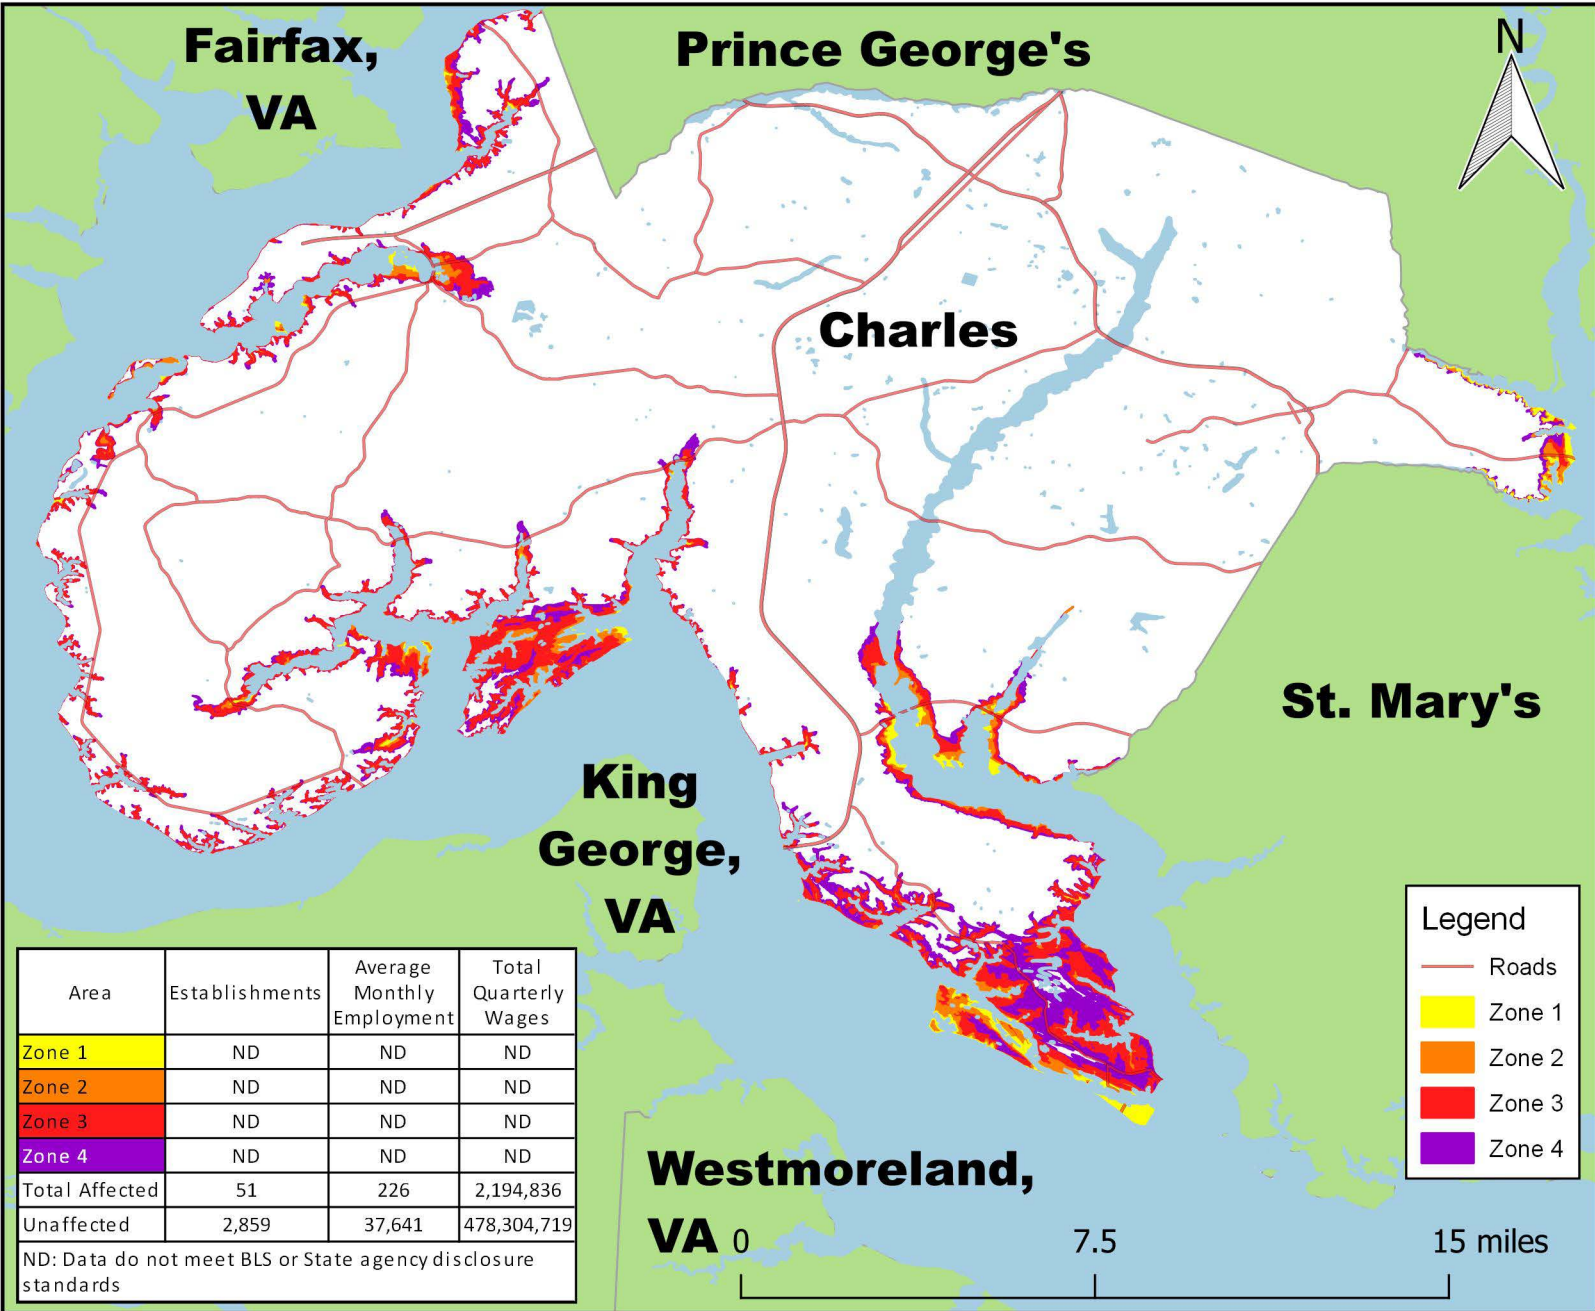 Fairfax,
VA
Prince George's
N
Charles
St. Mary's
King
George,
VA
Westmoreland,
VA
0 7.5 15 miles
Legend
Roads
Zone 1
Zone 2
Zone 3
Zone 4
Area Establishments Average Monthly Employment Total Quarterly Wages
Zone 1 ND ND ND
Zone 2 ND ND ND
Zone 3 ND ND ND
Zone 4 ND ND ND
Total Affected 51 226 2,194,836
Unaffected 2,859 37,641 478,304,719
ND: Data do not meet BLS or State agency disclosure
standards